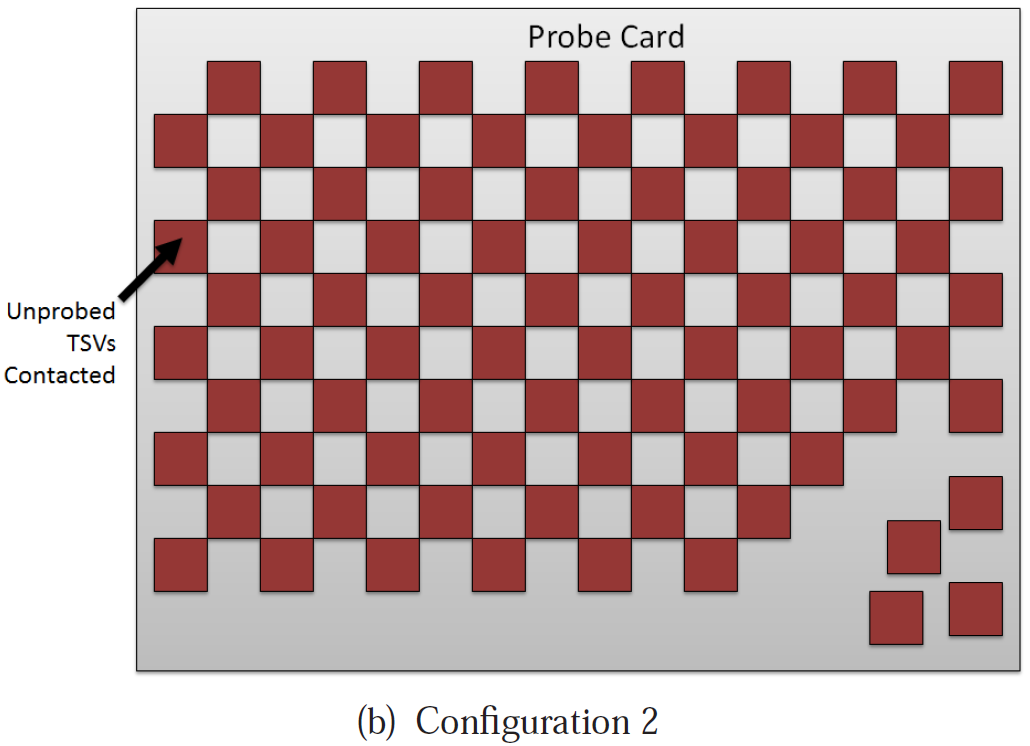 Probe Card
Unprobed
TSVs
Contacted
(b) Configuration 2